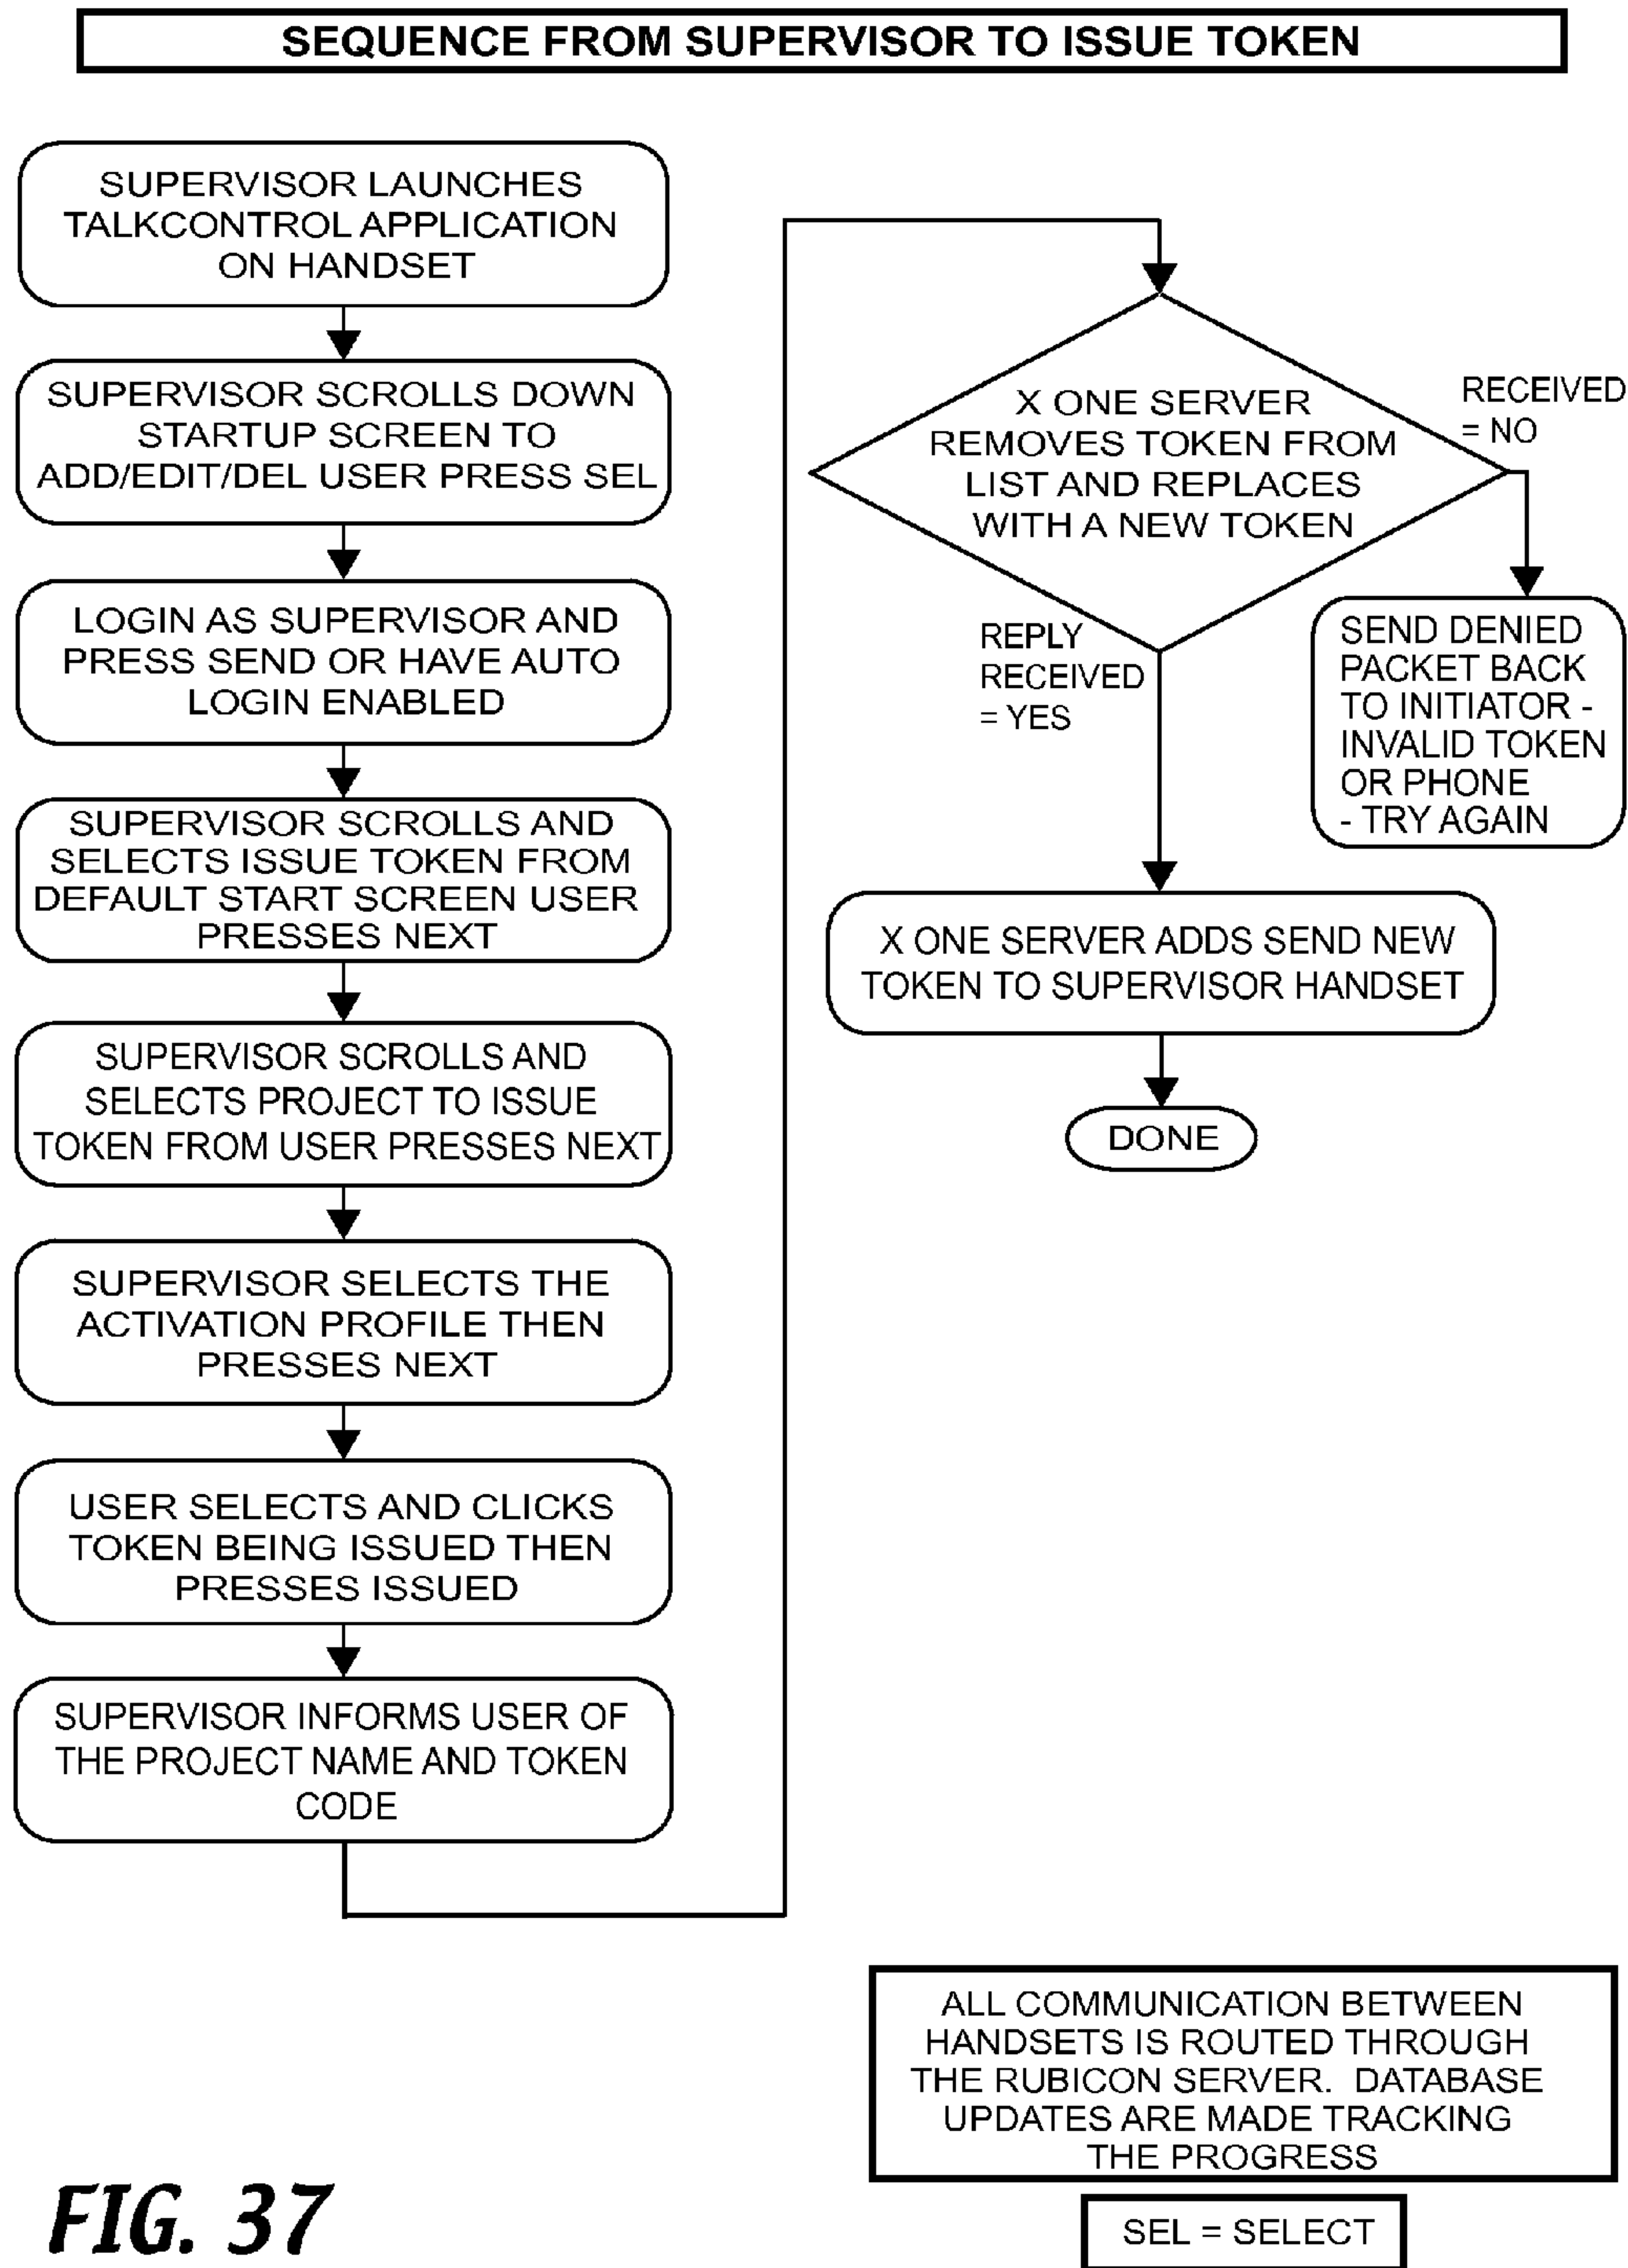 SEQUENCE FROM SUPERVISOR TO ISSUE TOKEN
SUPERVISOR LAUNCHES
TALKCONTROL APPLICATION
ON HANDSET
SUPERVISOR SCROLLS DOWN
STARTUP SCREEN TO
ADD/EDIT/DEL USER PRESS SEL
LOGIN AS SUPERVISOR AND
PRESS SEND OR HAVE AUTO
LOGIN ENABLED
SUPERVISOR SCROLLS AND
SELECTS ISSUE TOKEN FROM
DEFAULT START SCREEN USER
PRESSES NEXT
SUPERVISOR SCROLLS AND
SELECTS PROJECT TO ISSUE
TOKEN FROM USER PRESSES NEXT
SUPERVISOR SELECTS THE
ACTIVATION PROFILE THEN
PRESSES NEXT
USER SELECTS AND CLICKS
TOKEN BEING ISSUED THEN
PRESSES ISSUED
SUPERVISOR INFORMS USER OF
THE PROJECT NAME AND TOKEN
CODE
X ONE SERVER
REMOVES TOKEN FROM
LIST AND REPLACES
WITH A NEW TOKEN
RECEIVED
= NO
SEND DENIED
PACKET BACK
TO INITIATOR -
INVALID TOKEN
OR PHONE
- TRY AGAIN
REPLY
RECEIVED
= YES
X ONE SERVER ADDS SEND NEW
TOKEN TO SUPERVISOR HANDSET
DONE
ALL COMMUNICATION BETWEEN
HANDSETS IS ROUTED THROUGH
THE RUBICON SERVER. DATABASE
UPDATES ARE MADE TRACKING
THE PROGRESS
SEL = SELECT
FIG. 37